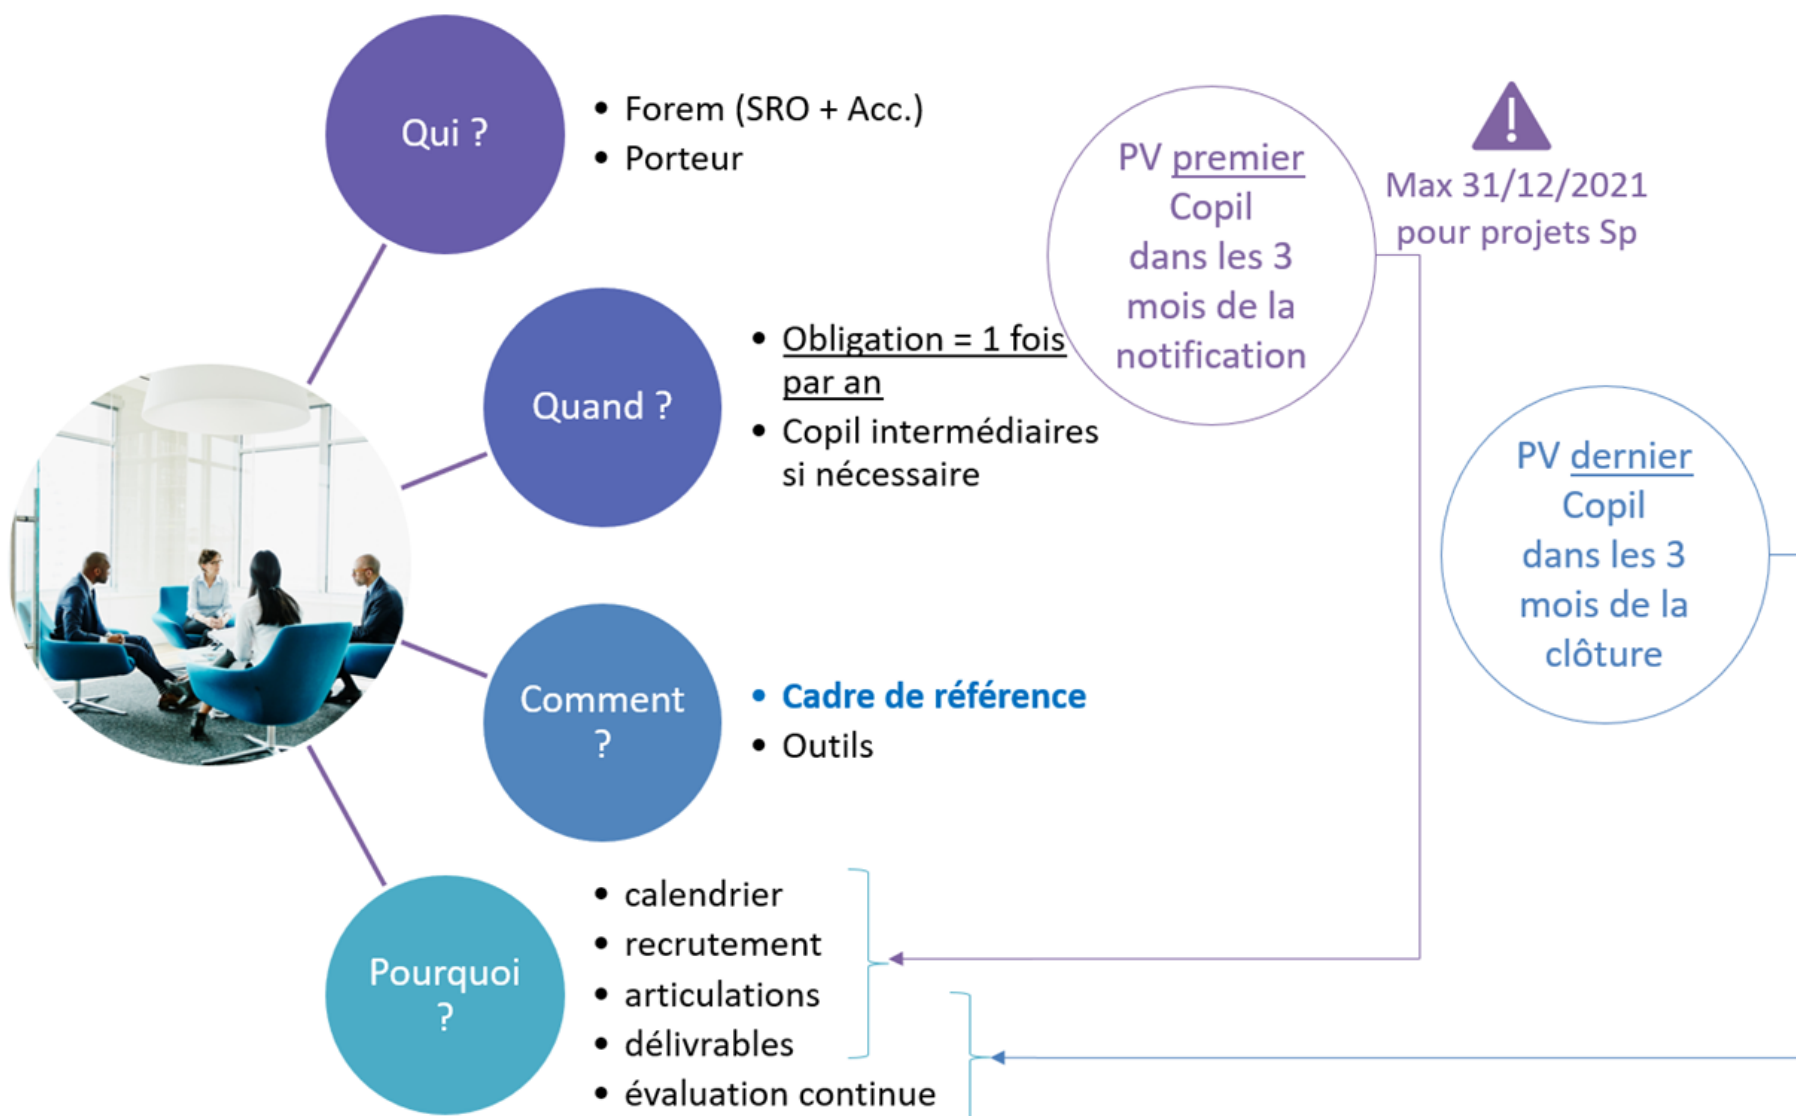 Qui ?
• Forem (SRO + Acc.)
• Porteur
Quand ?
• Obligation = 1 fois
par an
• Copil intermédiaires
si nécessaire
Comment
?
• Cadre de référence
• Outils
Pourquoi
?
• calendrier
• recrutement
• articulations
• délivrables
• évaluation continue
PV premier
Copil
dans les 3
mois de la
notification
Max 31/12/2021
pour projets Sp
PV dernier
Copil
dans les 3
mois de la
clôture